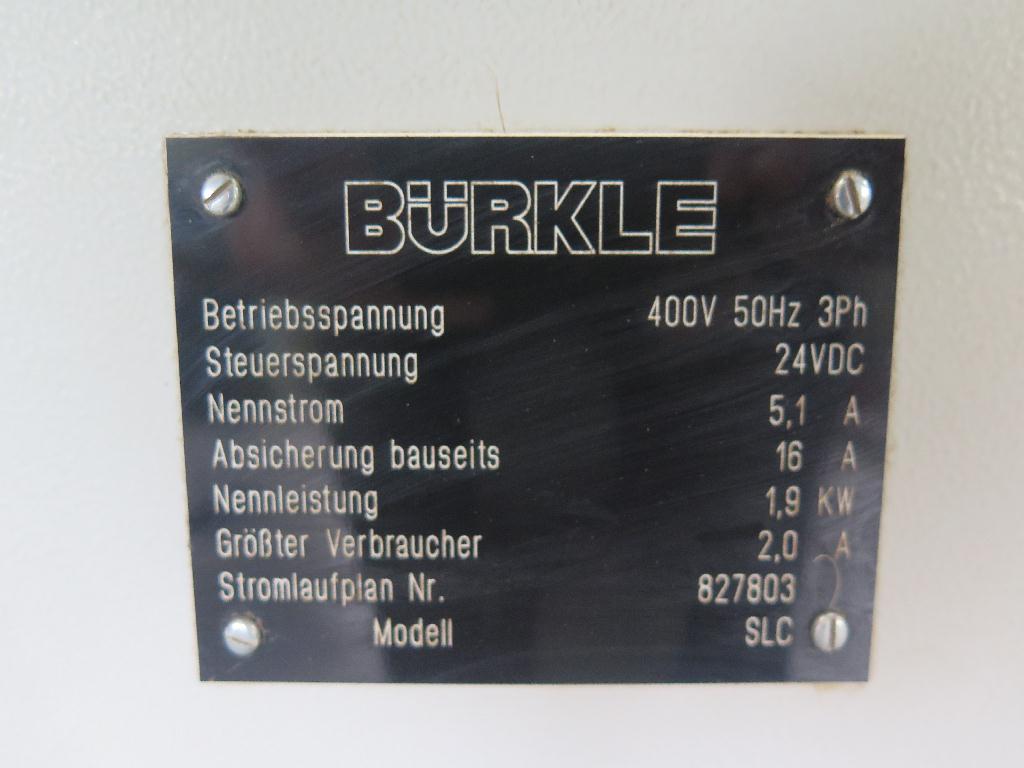 BÜRKLE
Betriebsspannung 400V 50Hz 3Ph
Steuerspannung 24VDC
Nennstrom 5,1 A
Absicherung bauseits 16 A
Nennleistung 1,9 KW
Größter Verbraucher 2,0 A
Stromlaufplan Nr. 827803
Modell SLC